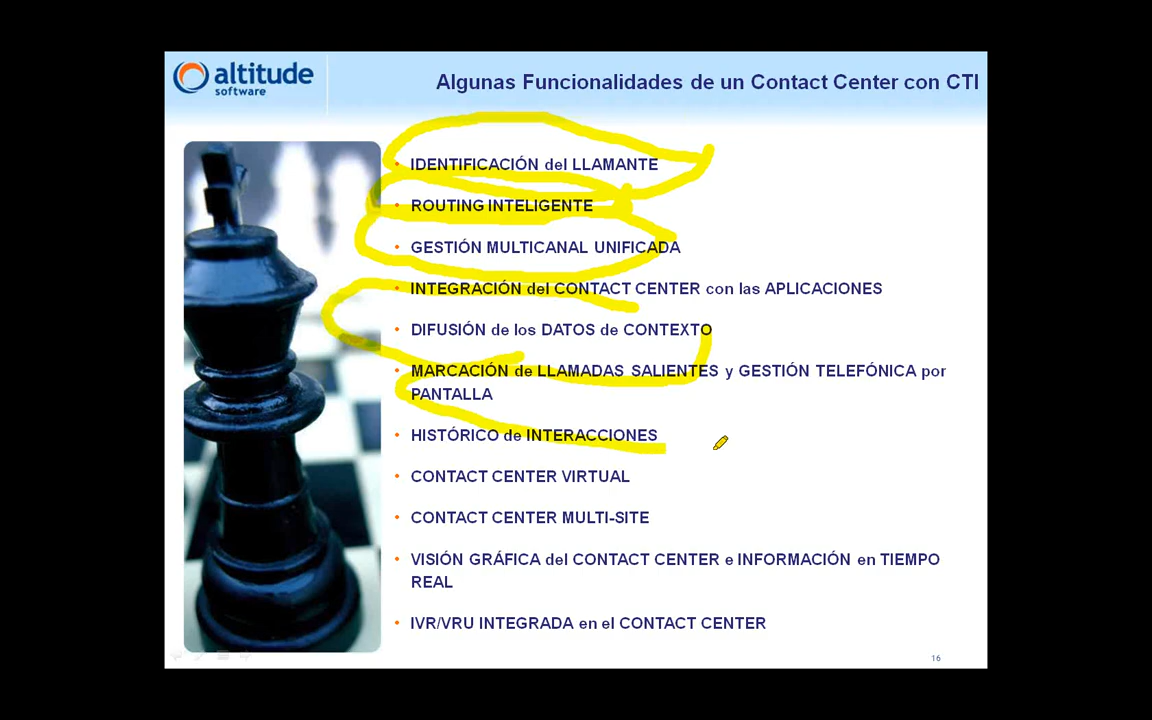 altitude
software
Algunas Funcionalidades de un Contact Center con CTI
• IDENTIFICACIÓN del LLAMANTE
• ROUTING INTELIGENTE
• GESTIÓN MULTICANAL UNIFICADA
• INTEGRACIÓN del CONTACT CENTER con las APLICACIONES
• DIFUSIÓN de los DATOS de CONTEXTO
• MARCACIÓN de LLAMADAS SALIENTES y GESTIÓN TELEFÓNICA por
PANTALLA
• HISTÓRICO de INTERACCIONES
• CONTACT CENTER VIRTUAL
• CONTACT CENTER MULTI-SITE
• VISIÓN GRÁFICA del CONTACT CENTER e INFORMACIÓN en TIEMPO
REAL
• IVR/VRU INTEGRADA en el CONTACT CENTER
16